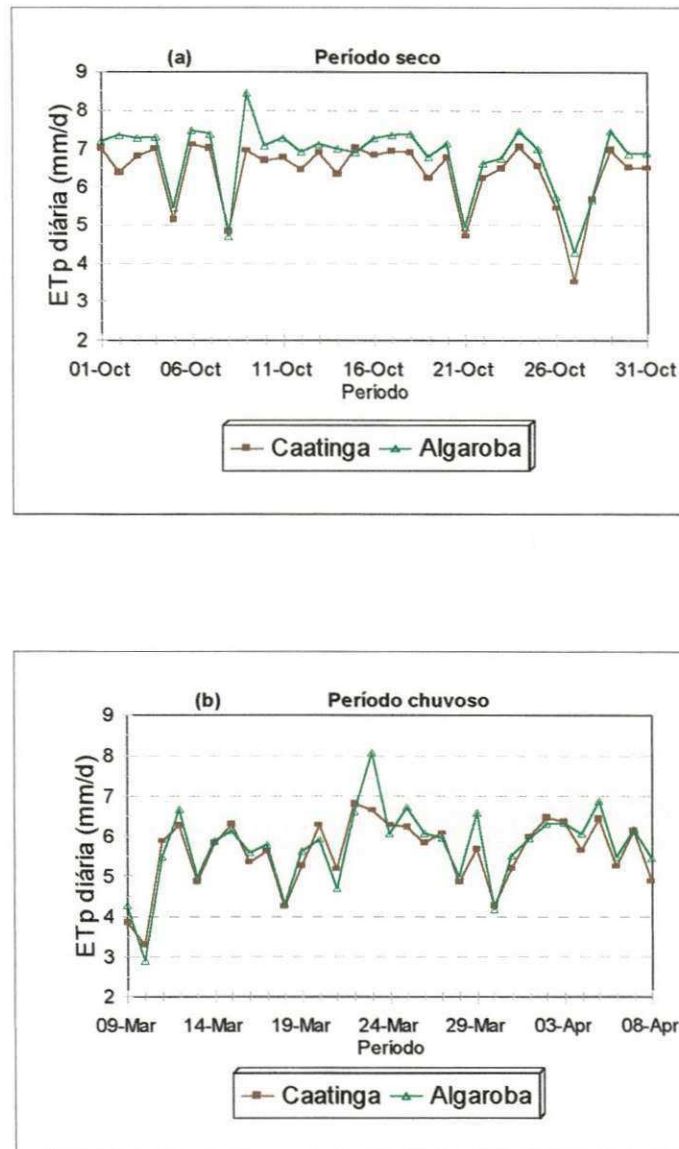 (a) Período seco
ETp diária (mm/d)
9
8
7
6
5
4
3
2
01-Oct 06-Oct 11-Oct 16-Oct 21-Oct 26-Oct 31-Oct
Periodo
Caatinga Algaroba
(b) Período chuvoso
ETp diária (mm/d)
9
8
7
6
5
4
3
2
09-Mar 14-Mar 19-Mar 24-Mar 29-Mar 03-Apr 08-Apr
Periodo
Caatinga Algaroba